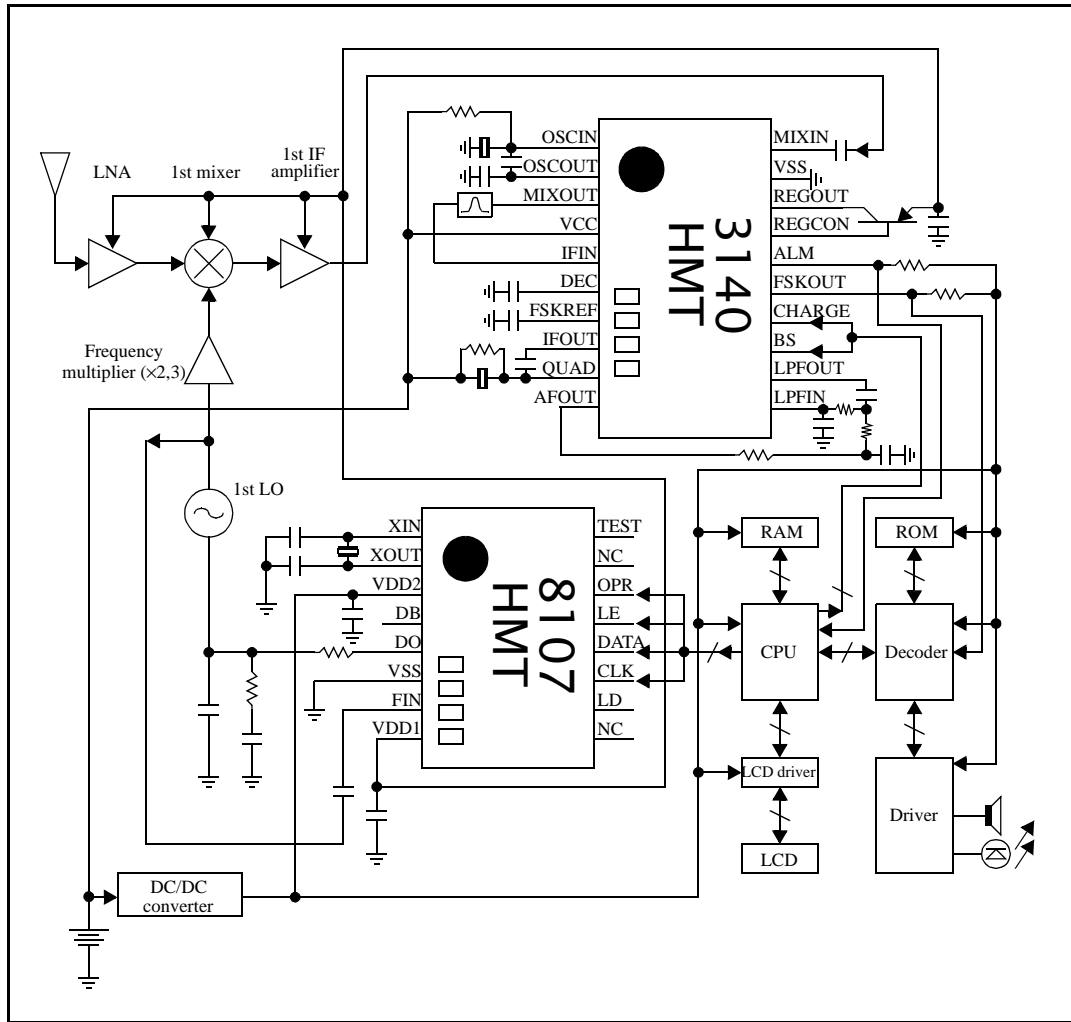 LNA
1st mixer
1st IF
amplifier
Frequency
multiplier (×2,3)
1st LO
OSCIN
OSCOUT
MIXOUT
VCC
IFIN
DEC
FSKREF
IFOUT
QUAD
AFOUT
3140
HMT
MIXIN
VSS
REGOUT
REGCON
ALM
FSKOUT
CHARGE
BS
LPFOUT
LPFIN
XIN
XOUT
VDD2
DB
DO
VSS
FIN
VDD1
8107
HMT
TEST
NC
OPR
LE
DATA
CLK
LD
NC
RAM
ROM
CPU
Decoder
LCD driver
Driver
LCD
DC/DC
converter